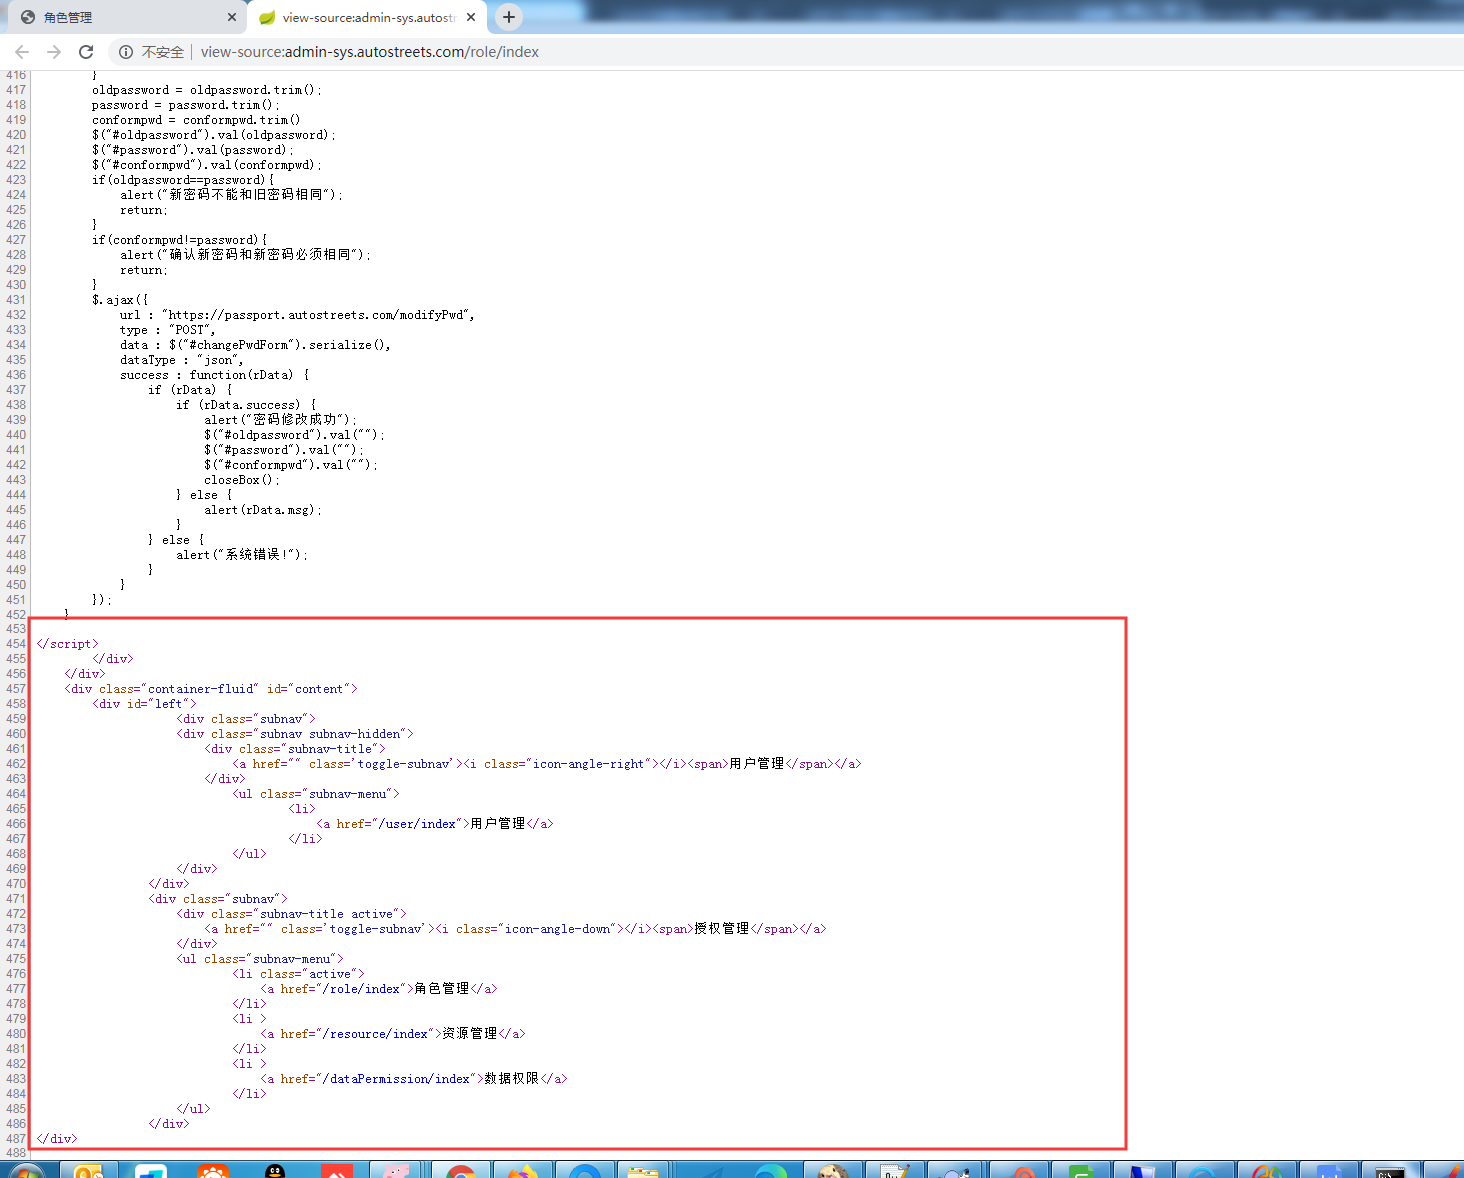 角色管理
view-source:admin-sys.autostr
不安全 view-source:admin-sys.autostreets.com/role/index
416 }
417 oldpassword = oldpassword.trim();
418 password = password.trim();
419 conformpwd = conformpwd.trim()
420 $("#oldpassword").val(oldpassword);
421 $("#password").val(password);
422 $("#conformpwd").val(conformpwd);
423 if(oldpassword==password){
424 alert("新密码不能和旧密码相同");
425 return;
426 }
427 if(conformpwd!=password){
428 alert("确认新密码和新密码必须相同");
429 return;
430 }
431 $.ajax({
432 url : "https://passport.autostreets.com/modifyPwd",
433 type : "POST",
434 data : $("#changePwdForm").serialize(),
435 dataType : "json",
436 success : function(rData) {
437 if (rData) {
438 if (rData.success) {
439 alert("密码修改成功");
440 $("#oldpassword").val("");
441 $("#password").val("");
442 $("#conformpwd").val("");
443 closeBox();
444 } else {
445 alert(rData.msg);
446 }
447 } else {
448 alert("系统错误!");
449 }
450 }
451 });
452 }
453
454 </script>
455 </div>
456 </div>
457 <div class="container-fluid" id="content">
458 <div id="left">
459 <div class="subnav">
460 <div class="subnav subnav-hidden">
461 <div class="subnav-title">
462 <a href="" class='toggle-subnav'><i class="icon-angle-right"></i><span>用户管理</span></a>
463 </div>
464 <ul class="subnav-menu">
465 <li>
466 <a href="/user/index">用户管理</a>
467 </li>
468 </ul>
469 </div>
470 </div>
471 <div class="subnav">
472 <div class="subnav-title active">
473 <a href="" class='toggle-subnav'><i class="icon-angle-down"></i><span>授权管理</span></a>
474 </div>
475 <ul class="subnav-menu">
476 <li class="active">
477 <a href="/role/index">角色管理</a>
478 </li>
479 <li >
480 <a href="/resource/index">资源管理</a>
481 </li>
482 <li >
483 <a href="/dataPermission/index">数据权限</a>
484 </li>
485 </ul>
486 </div>
487 </div>
488